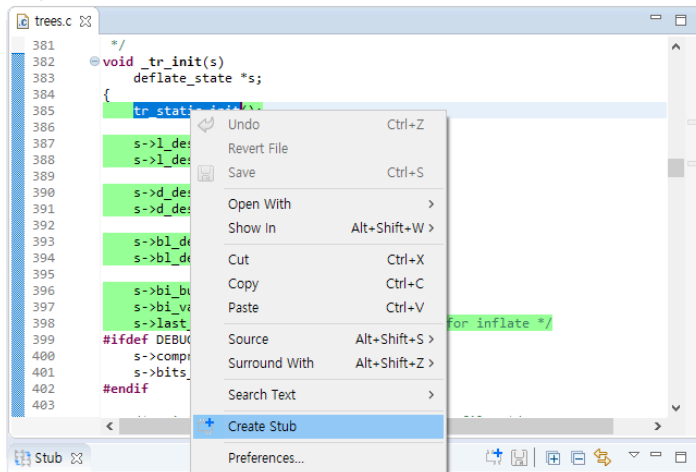 trees.c
381 */
382 void _tr_init(s)
383 deflate_state *s;
384 {
385 tr_static_init();
386
387 s->l_des
388 s->l_des
389
390 s->d_des
391 s->d_des
392
393 s->bl_de
394 s->bl_de
395
396 s->bi_bu
397 s->bi_va
398 s->last_ for inflate */
399 #ifdef DEBUG
400 s->compr
401 s->bits_
402 #endif
403
Undo Ctrl+Z
Revert File
Save Ctrl+S
Open With
Show In Alt+Shift+W
Cut Ctrl+X
Copy Ctrl+C
Paste Ctrl+V
Source Alt+Shift+S
Surround With Alt+Shift+Z
Search Text
Create Stub
Preferences...
Stub